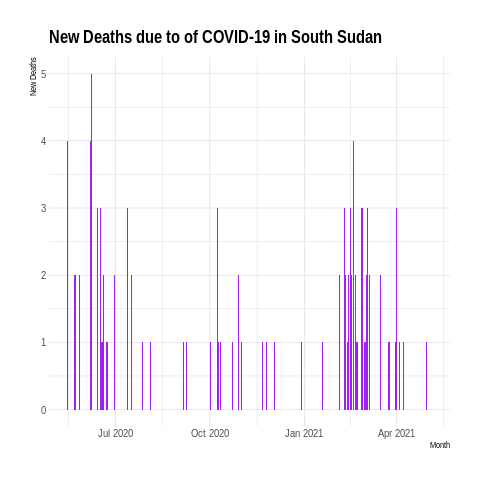 New Deaths due to of COVID-19 in South Sudan
New Deaths
5
4
3
2
1
0
Jul 2020 Oct 2020 Jan 2021 Apr 2021
Month